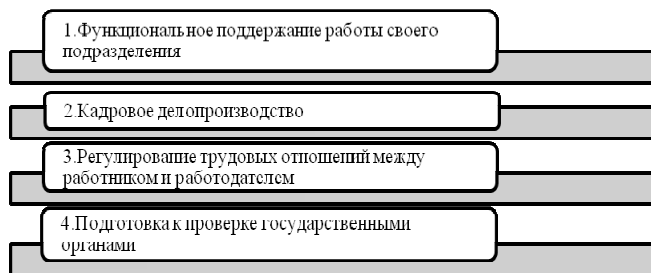 1.Функциональное поддержание работы своего
подразделения
2.Кадровое делопроизводство
3.Регулирование трудовых отношений между
работником и работодателем
4.Подготовка к проверке государственными
органами